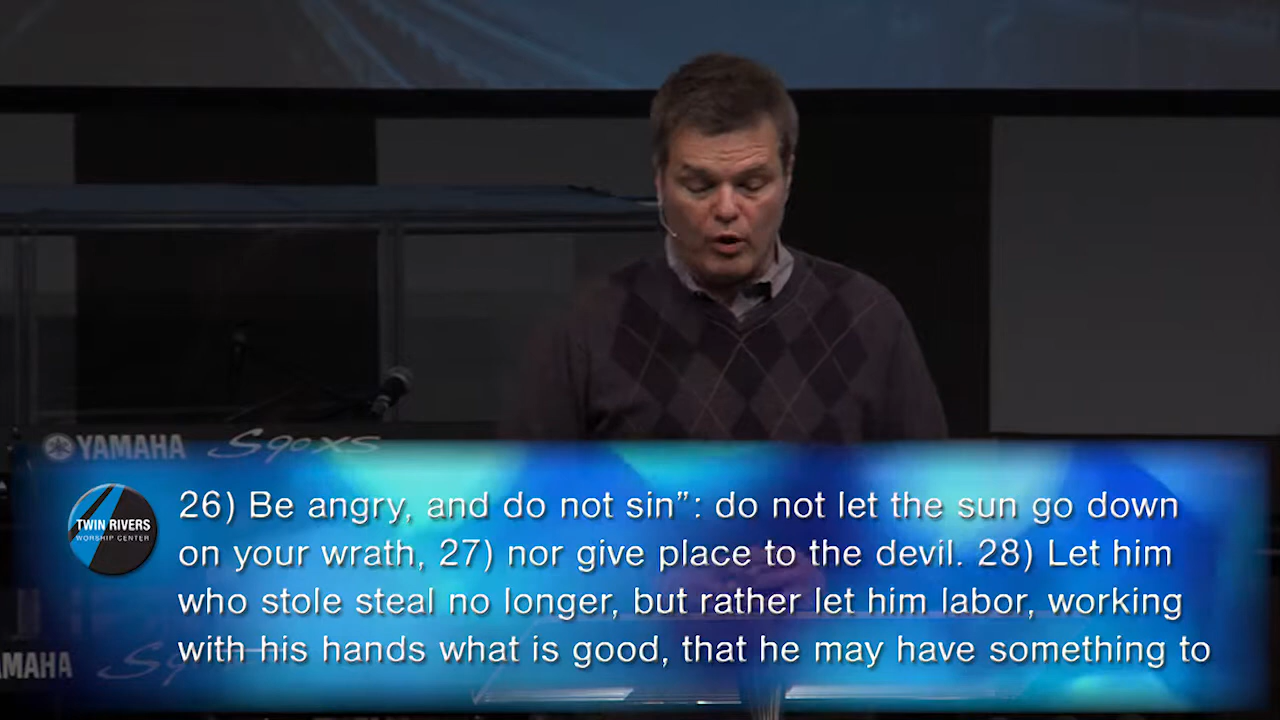 YAMAHA S90XS
TWIN RIVERS
WORSHIP CENTER
26) Be angry, and do not sin”: do not let the sun go down
on your wrath, 27) nor give place to the devil. 28) Let him
who stole steal no longer, but rather let him labor, working
with his hands what is good, that he may have something to
AMAHA S9